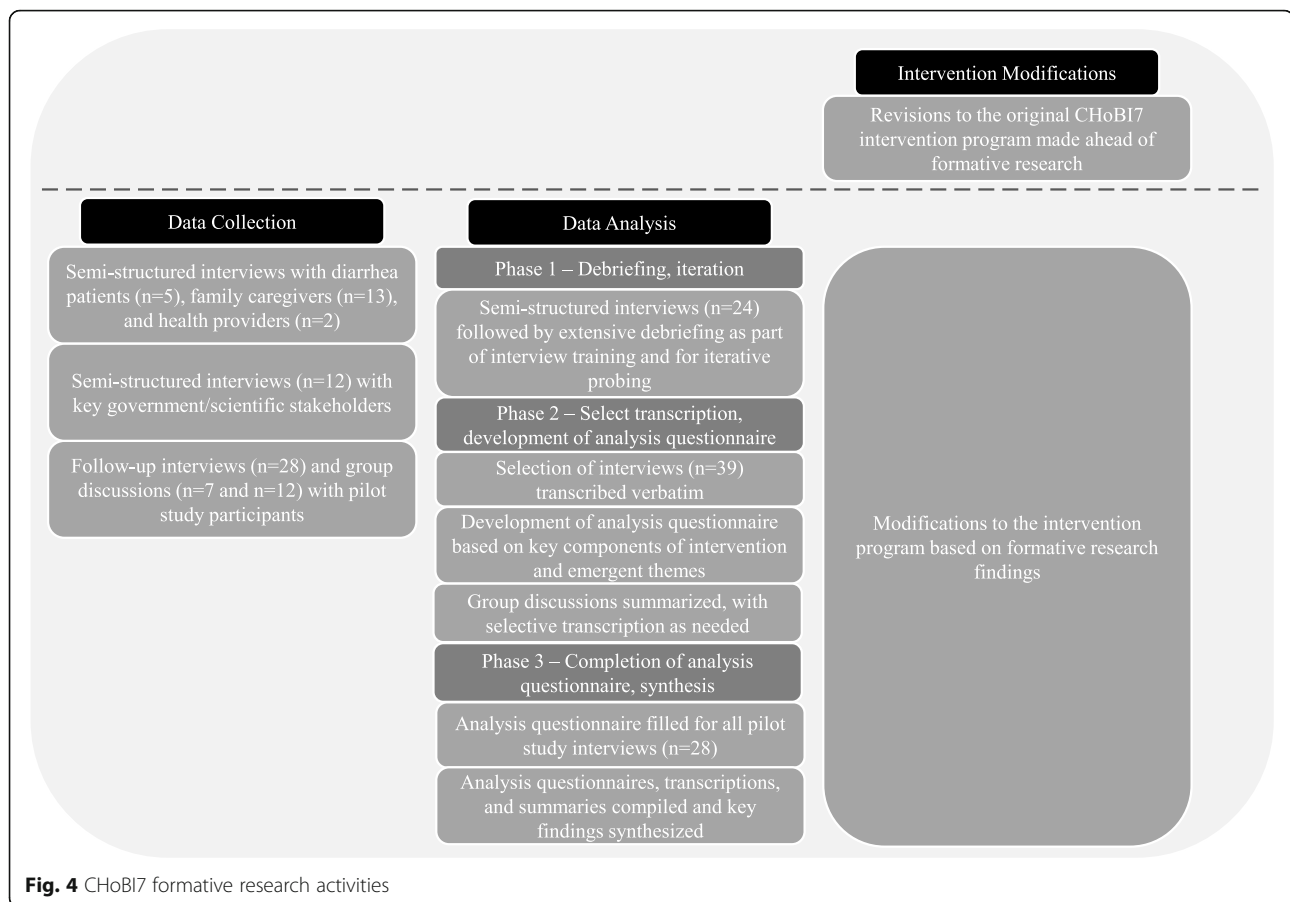 Intervention Modifications
Revisions to the original CHoBI7
intervention program made ahead of
formative research
Data Collection
Semi-structured interviews with diarrhea
patients (n=5), family caregivers (n=13),
and health providers (n=2)
Semi-structured interviews (n=12) with
key government/scientific stakeholders
Follow-up interviews (n=28) and group
discussions (n=7 and n=12) with pilot
study participants
Data Analysis
Phase 1 – Debriefing, iteration
Semi-structured interviews (n=24)
followed by extensive debriefing as part
of interview training and for iterative
probing
Phase 2 – Select transcription,
development of analysis questionnaire
Selection of interviews (n=39)
transcribed verbatim
Development of analysis questionnaire
based on key components of intervention
and emergent themes
Group discussions summarized, with
selective transcription as needed
Phase 3 – Completion of analysis
questionnaire, synthesis
Analysis questionnaire filled for all pilot
study interviews (n=28)
Analysis questionnaires, transcriptions,
and summaries compiled and key
findings synthesized
Modifications to the intervention
program based on formative research
findings
Fig. 4 CHoBI7 formative research activities